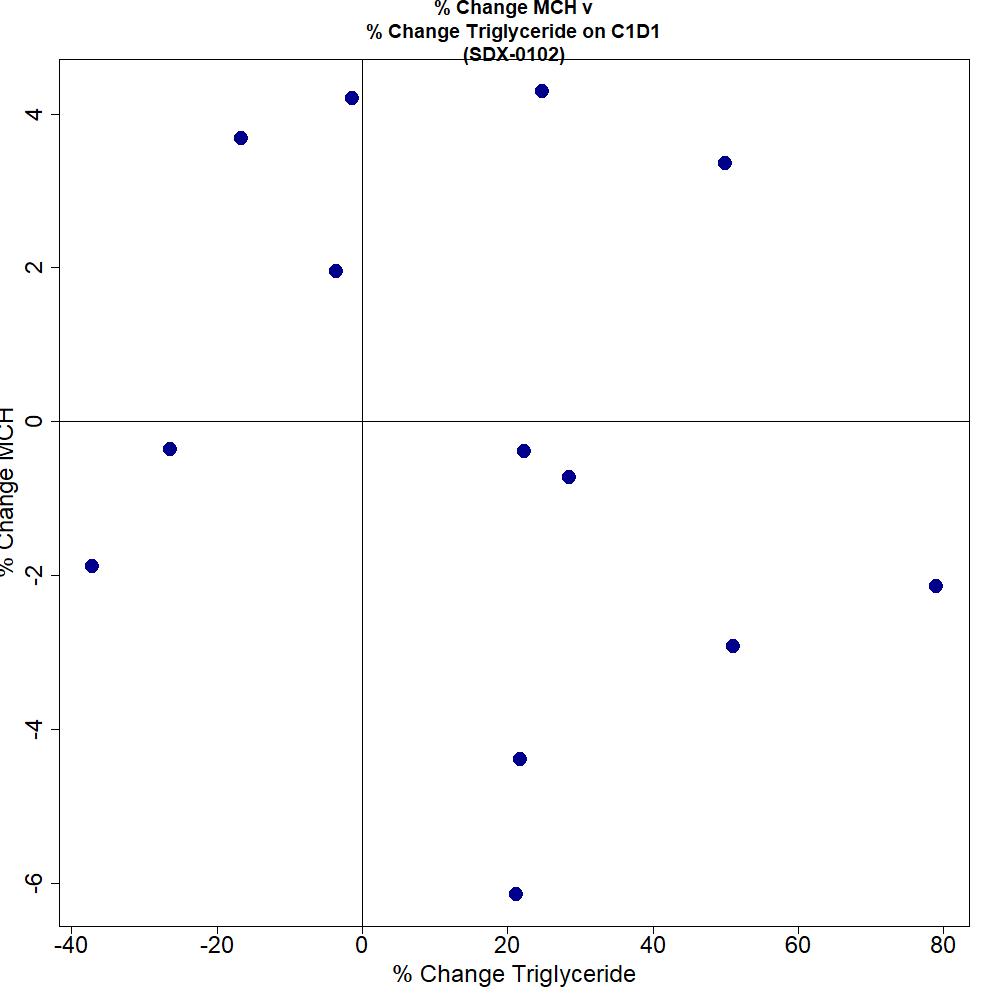 % Change MCH v
% Change Triglyceride on C1D1
(SDX-0102)
% Change MCH
4
2
0
-2
-4
-6
-40
-20
0
20
40
60
80
% Change Triglyceride